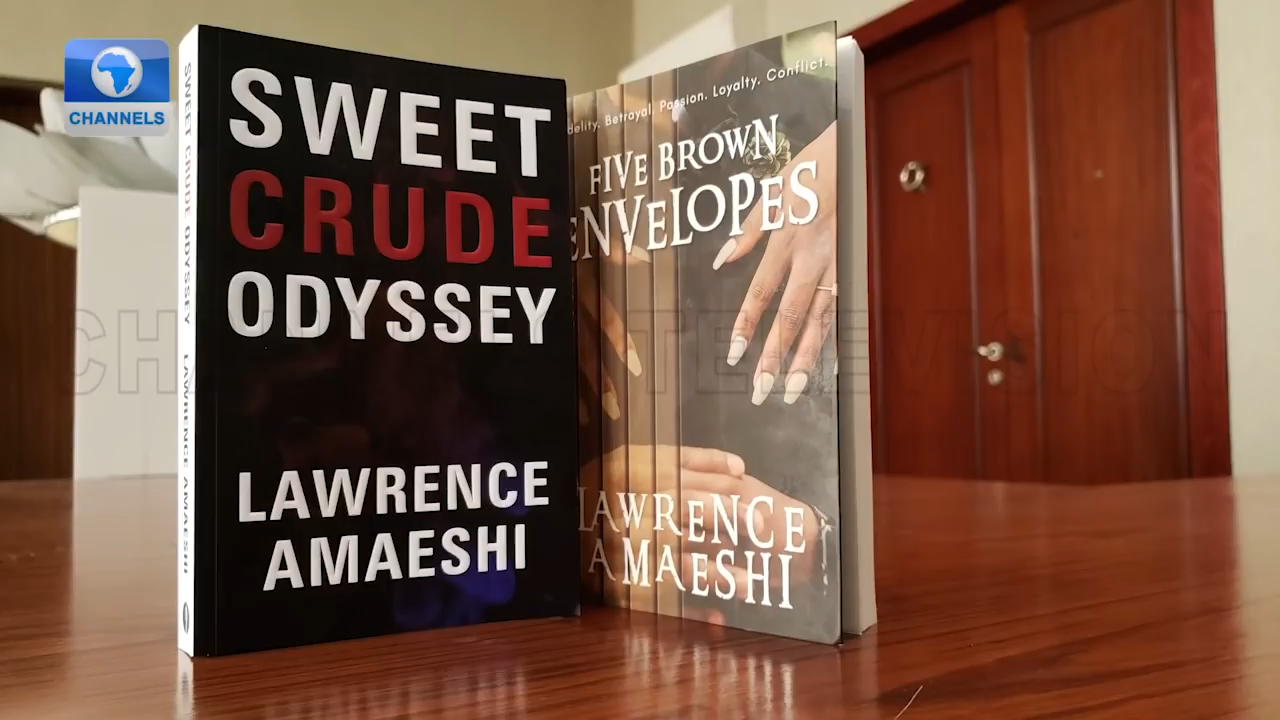 CHANNELS
SWEET CRUDE ODYSSEY LAWRENCE AMAESHI
SWEET
CRUDE
ODYSSEY
LAWRENCE
AMAESHI
delity. Betrayal. Passion. Loyalty. Conflict.
FIVE BROWN
ENVELOPES
LAWRENCE
AMAESHI